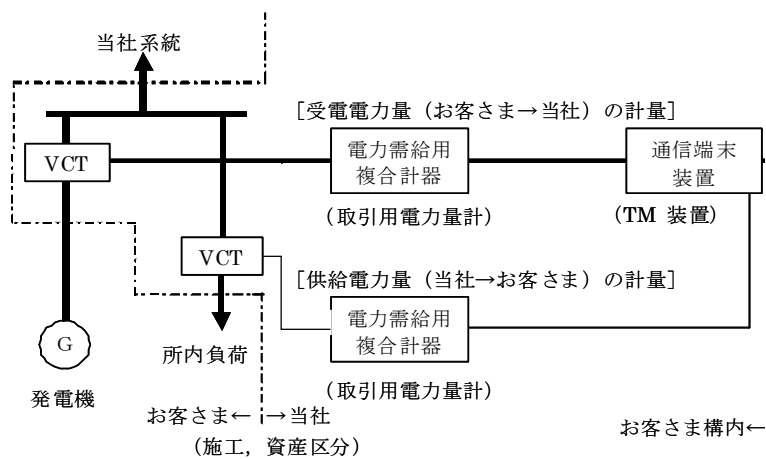 当社系統
［受電電力量（お客さま→当社）の計量］
VCT
電力需給用
複合計器
通信端末
装置
（取引用電力量計）
（TM 装置）
VCT
［供給電力量（当社→お客さま）の計量］
電力需給用
複合計器
G
所内負荷
（取引用電力量計）
発電機
お客さま← →当社
（施工，資産区分）
お客さま構内←